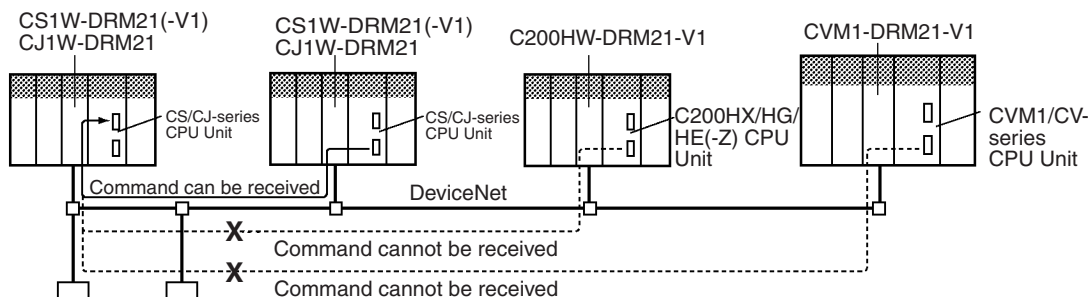 CS1W-DRM21(-V1)
CJ1W-DRM21
CS1W-DRM21(-V1)
CJ1W-DRM21
C200HW-DRM21-V1
CVM1-DRM21-V1
CS/CJ-series
CPU Unit
CS/CJ-series
CPU Unit
C200HX/HG/
HE(-Z) CPU
Unit
CVM1/CV-
series
CPU Unit
Command can be received
DeviceNet
X
Command cannot be received
X
Command cannot be received